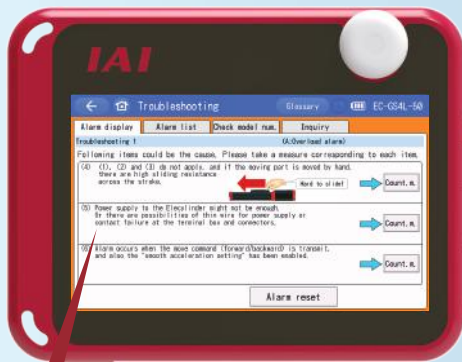 IAI
Troubleshooting
Glossary
EC-GS4L-50
Alarm display
Alarm list
Check model num.
Inquiry
Troubleshooting 1
(A:Overload alarm)
Following items could be the cause. Please take a measure corresponding to each item.
(4) (1), (2) and (3) do not apply, and if the moving part is moved by hand,
there are high sliding resistance
across the stroke.
Hard to slide!
Count.m.
(5) Power supply to the Elecylinder might not be enough.
Or there are possibilities of thin wire for power supply or
contact failure at the terminal box and connectors.
Count.m.
(6) Alarm occurs when the move command (forward/backward) is transmit,
and also the "smooth acceleration setting" has been enabled.
Count.m.
Alarm reset